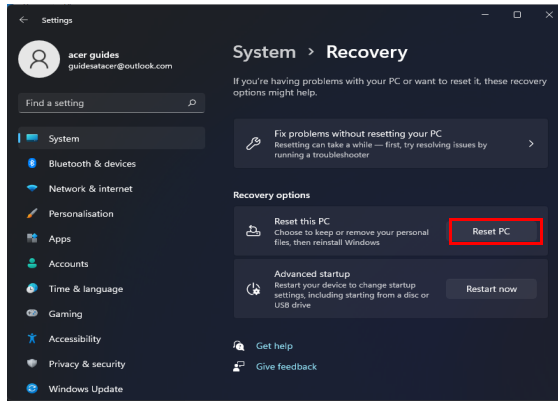 Settings
acer guides
guidesatacer@outlook.com
Find a setting
System
Bluetooth & devices
Network & internet
Personalisation
Apps
Accounts
Time & language
Gaming
Accessibility
Privacy & security
Windows Update
System > Recovery
If you're having problems with your PC or want to reset it, these recovery
options might help.
Fix problems without resetting your PC
Resetting can take a while — first, try resolving issues by
running a troubleshooter
Recovery options
Reset this PC
Choose to keep or remove your personal
files, then reinstall Windows
Reset PC
Advanced startup
Restart your device to change startup
settings, including starting from a disc or
USB drive
Restart now
Get help
Give feedback